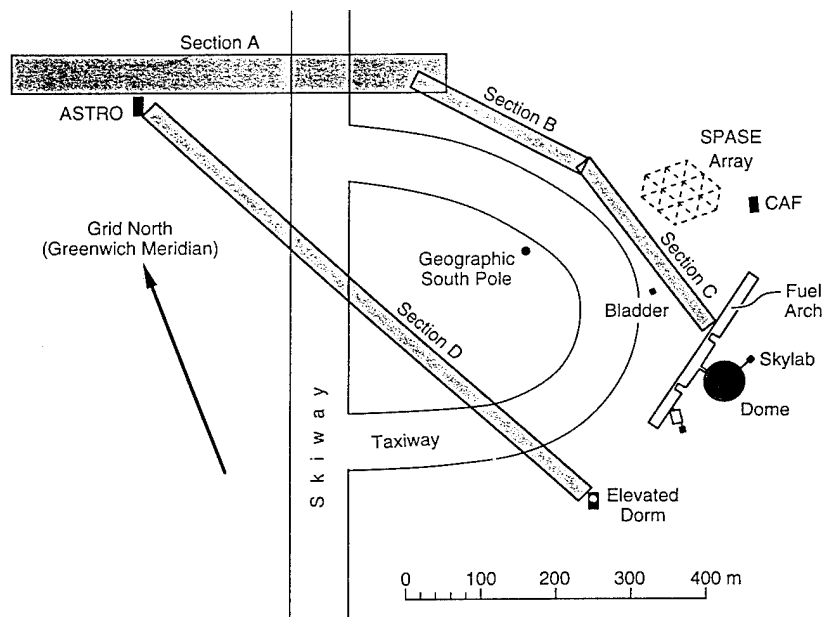 Section A
ASTRO
Section B
SPASE
Array
CAF
Grid North
(Greenwich Meridian)
Geographic
South Pole
Section C
Bladder
Fuel
Arch
Section D
Skylab
Dome
Skiway
Taxiway
Elevated
Dorm
0 100 200 300 400 m